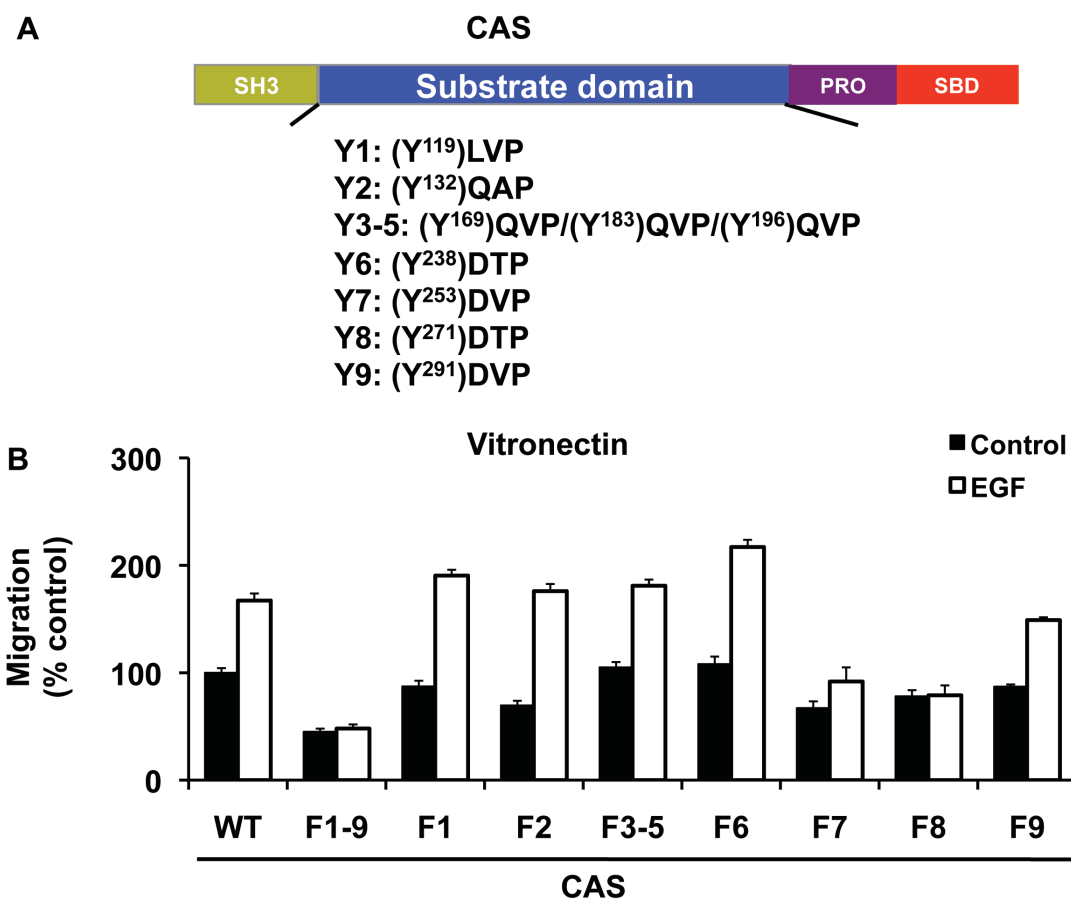 A
CAS
SH3 Substrate domain PRO SBD
Y1: (Y¹¹⁹)LVP
Y2: (Y¹³²)QAP
Y3-5: (Y¹⁶⁹)QVP/(Y¹⁸³)QVP/(Y¹⁹⁶)QVP
Y6: (Y²³⁸)DTP
Y7: (Y²⁵³)DVP
Y8: (Y²⁷¹)DTP
Y9: (Y²⁹¹)DVP
B
Vitronectin
Control
EGF
Migration
(% control)
300
200
100
0
WT F1-9 F1 F2 F3-5 F6 F7 F8 F9
CAS